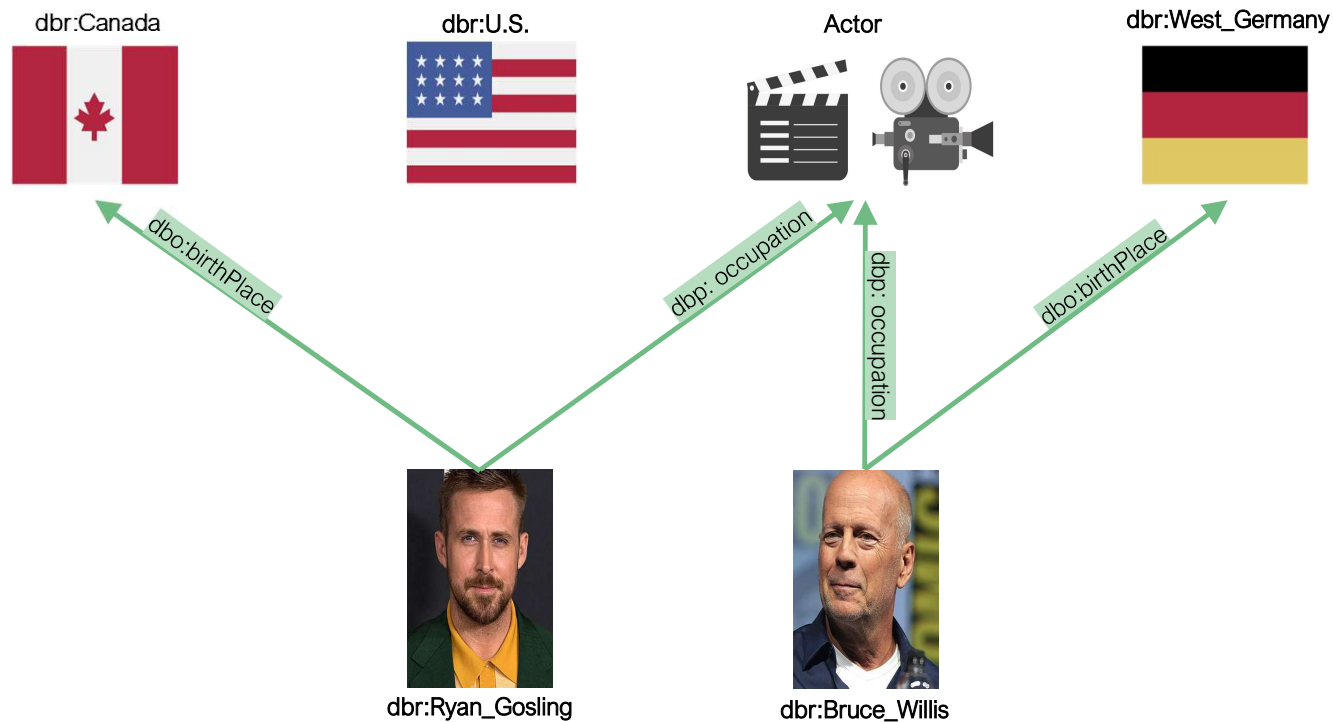 dbr:Canada
dbr:U.S.
Actor
dbr:West_Germany
dbo:birthPlace
dbp: occupation
dbp: occupation
dbo:birthPlace
dbr:Ryan_Gosling
dbr:Bruce_Willis